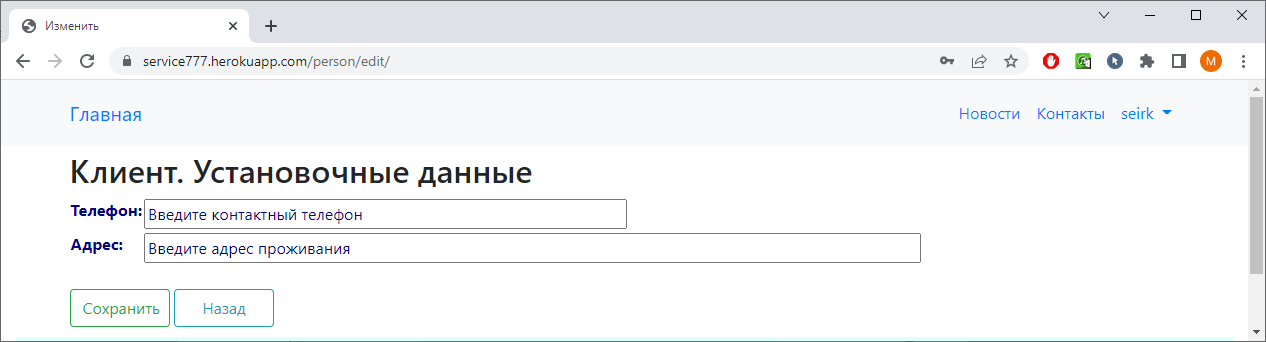 Изменить
service777.herokuapp.com/person/edit/
M
Главная
Новости Контакты seirk
Клиент. Установочные данные
Телефон: Введите контактный телефон
Адрес: Введите адрес проживания
Сохранить Назад